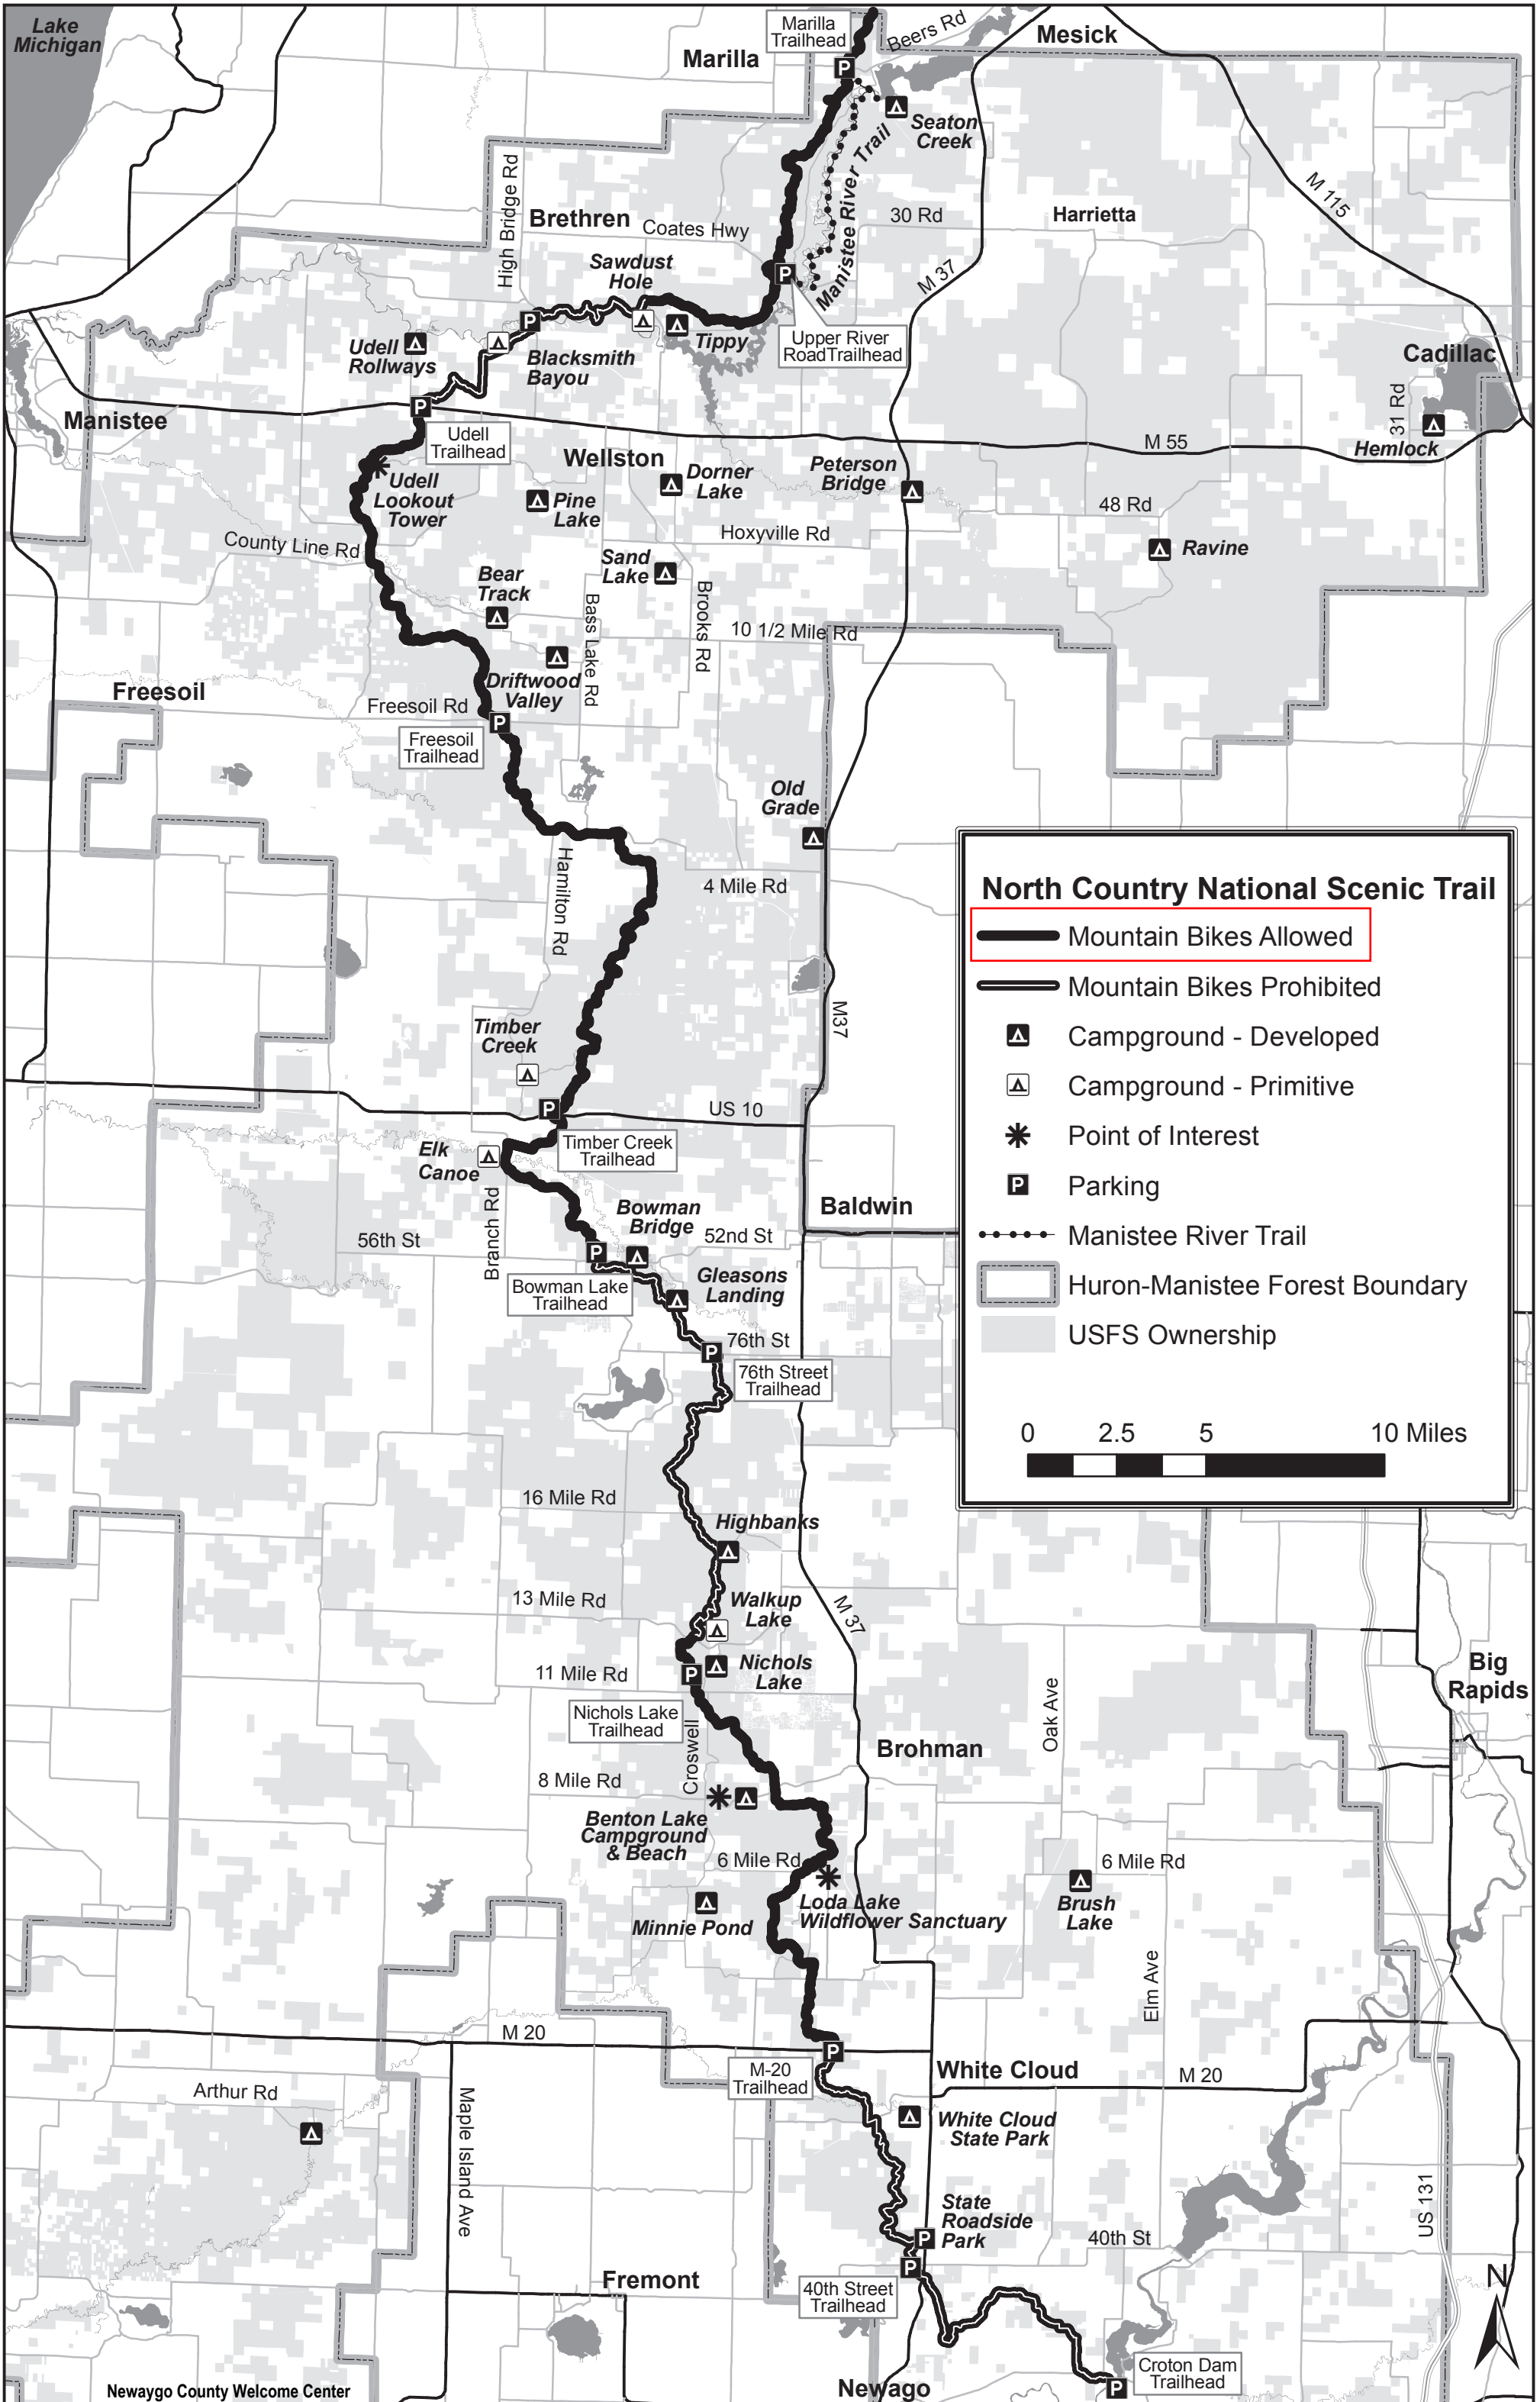 Lake
Michigan
Marilla
Trailhead
Beers Rd
Mesick
Marilla
P
Seaton
Creek
Manistee River Trail
High Bridge Rd
Brethren
Coates Hwy
30 Rd
Harrietta
M 115
Sawdust
Hole
P
M 37
P
Tippy
Upper River
RoadTrailhead
Udell
Rollways
Blacksmith
Bayou
Cadillac
31 Rd
Hemlock
Manistee
P
Udell
Trailhead
M 55
Wellston
Udell
Lookout
Tower
Pine
Lake
Dorner
Lake
Peterson
Bridge
48 Rd
Hoxyville Rd
County Line Rd
Ravine
Sand
Lake
Bear
Track
Bass Lake Rd
Brooks Rd
10 1/2 Mile Rd
Driftwood
Valley
Freesoil
Freesoil Rd
P
Freesoil
Trailhead
Old
Grade
Hamilton Rd
4 Mile Rd
M37
Timber
Creek
P
US 10
Timber Creek
Trailhead
Elk
Canoe
Branch Rd
Bowman
Bridge
Baldwin
56th St
52nd St
P
Bowman Lake
Trailhead
Gleasons
Landing
76th St
P
76th Street
Trailhead
North Country National Scenic Trail
Mountain Bikes Allowed
Mountain Bikes Prohibited
Campground - Developed
Campground - Primitive
Point of Interest
P Parking
Manistee River Trail
Huron-Manistee Forest Boundary
USFS Ownership
0 2.5 5 10 Miles
16 Mile Rd
Highbanks
13 Mile Rd
Walkup
Lake
M 37
11 Mile Rd
P
Nichols
Lake
Nichols Lake
Trailhead
Croswell
Oak Ave
Big
Rapids
Brohman
8 Mile Rd
Benton Lake
Campground
& Beach
6 Mile Rd
6 Mile Rd
Loda Lake
Wildflower Sanctuary
Minnie Pond
Brush
Lake
Elm Ave
M 20
P
M-20
Trailhead
White Cloud
M 20
Arthur Rd
Maple Island Ave
White Cloud
State Park
US 131
State
Roadside
Park
P
40th St
P
40th Street
Trailhead
Fremont
N
Croton Dam
Trailhead
P
Newaygo County Welcome Center
Newago